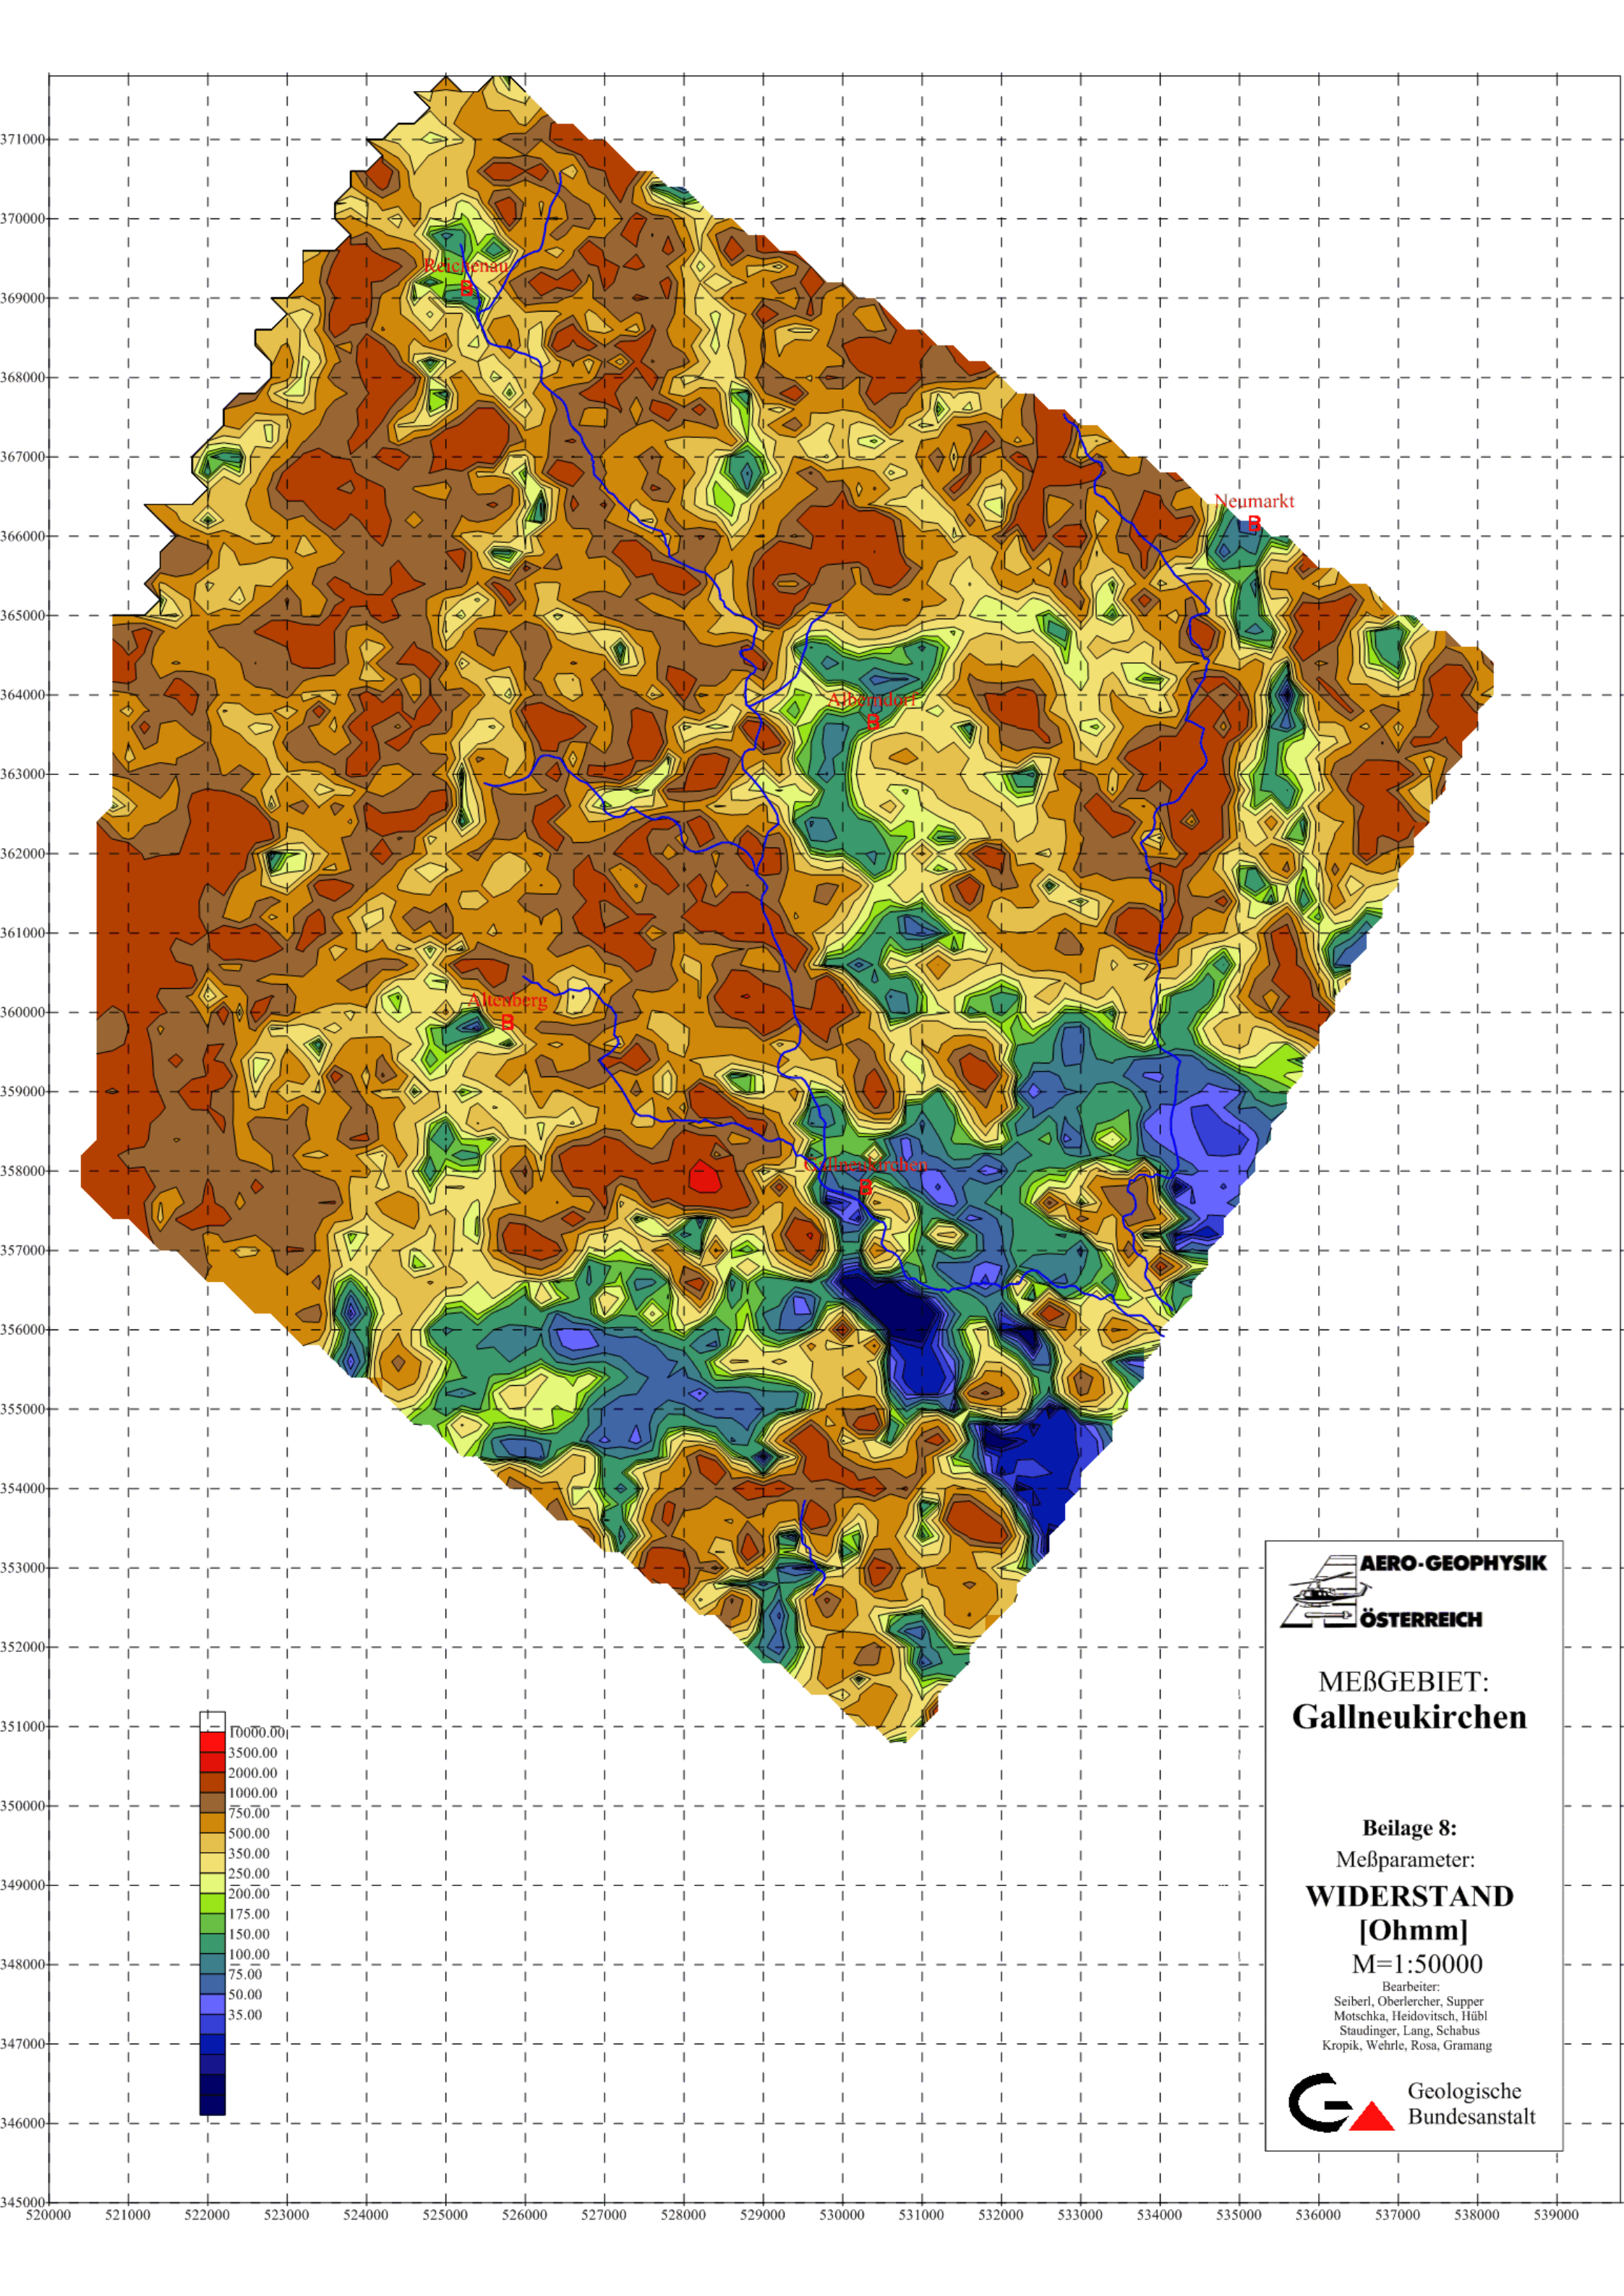 371000
370000
Reichenau
B
369000
368000
367000
Neumarkt
B
366000
365000
364000
Alberndorf
B
363000
362000
361000
360000
Altenberg
B
359000
358000
Gallneukirchen
B
357000
356000
355000
354000
353000
352000
351000
350000
349000
348000
347000
346000
345000
10000.00
3500.00
2000.00
1000.00
750.00
500.00
350.00
250.00
200.00
175.00
150.00
100.00
75.00
50.00
35.00
AERO-GEOPHYSIK
ÖSTERREICH
MEßGEBIET:
Gallneukirchen
Beilage 8:
Meßparameter:
WIDERSTAND
[Ohmm]
M=1:50000
Bearbeiter:
Seiberl, Oberlercher, Supper
Motschka, Heidovitsch, Hübl
Staudinger, Lang, Schabus
Kropik, Wehrle, Rosa, Gramang
Geologische
Bundesanstalt
520000 521000 522000 523000 524000 525000 526000 527000 528000 529000 530000 531000 532000 533000 534000 535000 536000 537000 538000 539000